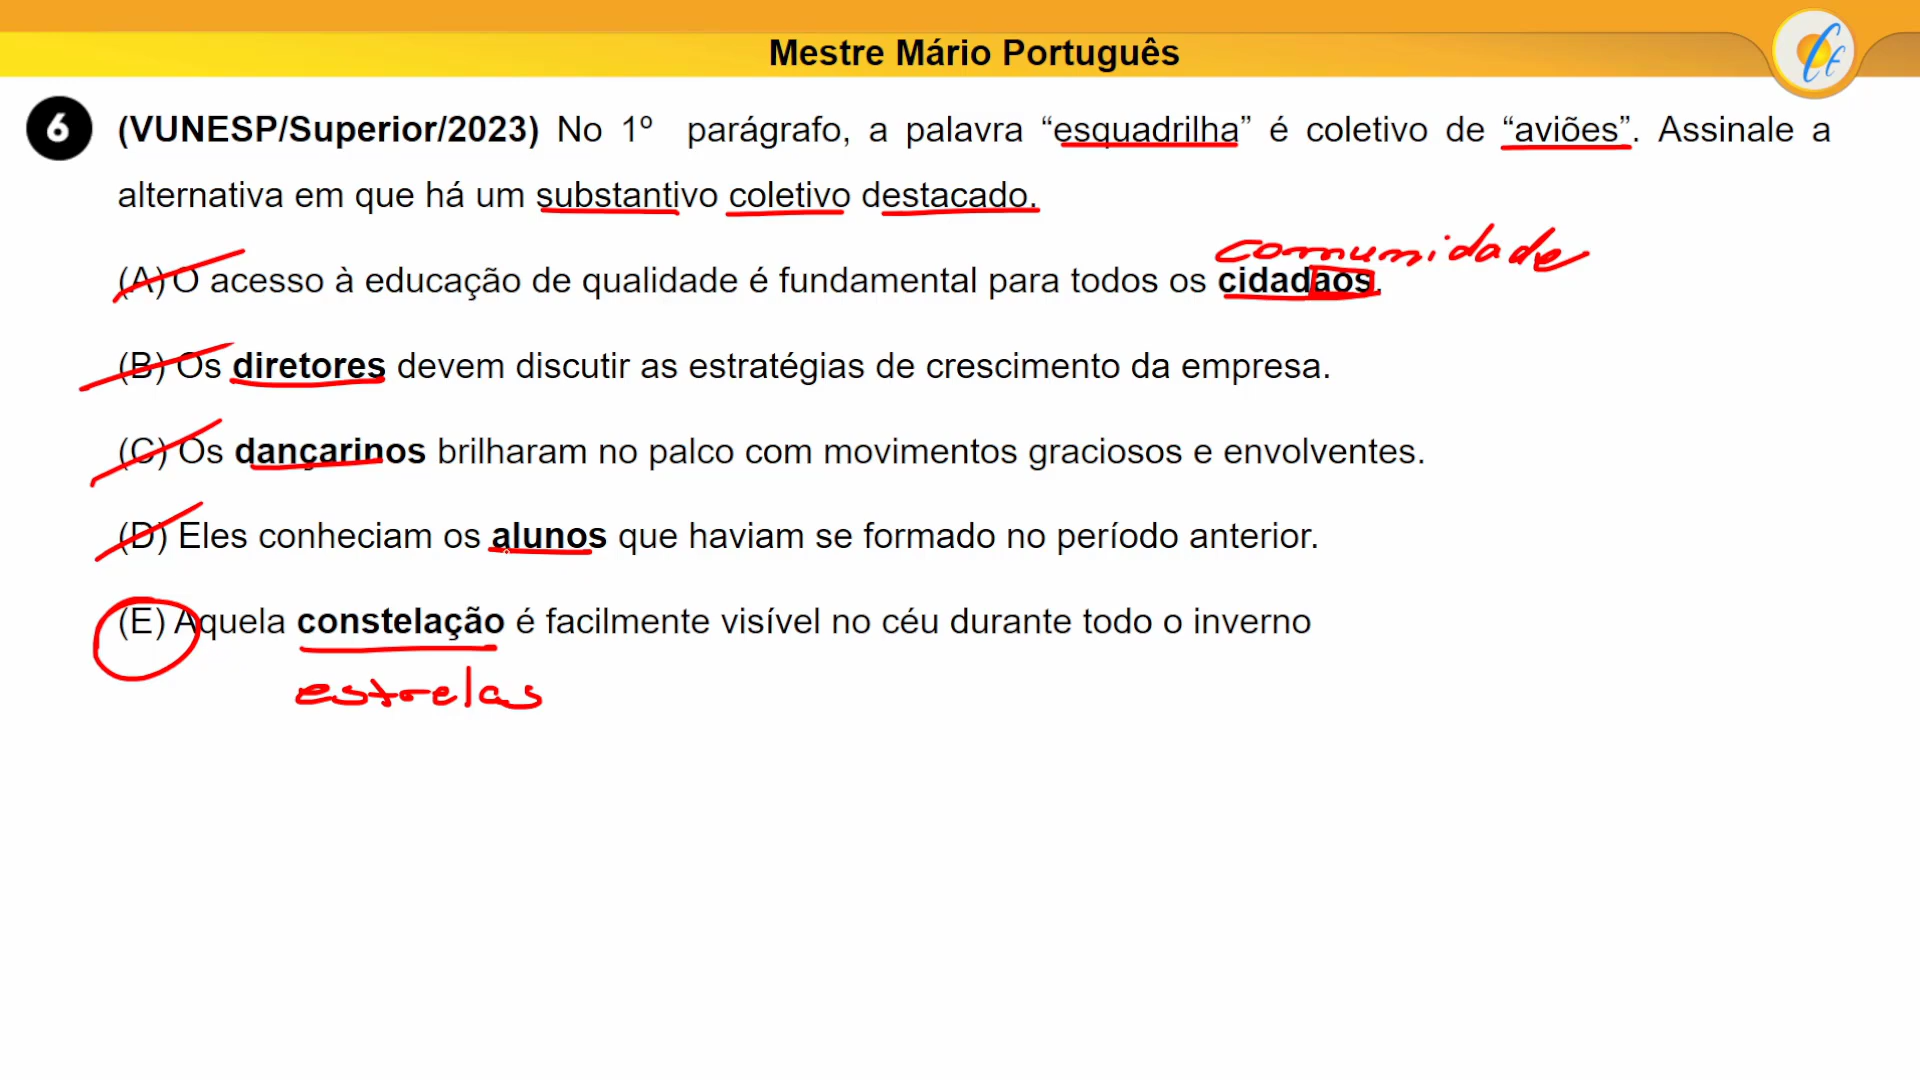 Mestre Mário Português
6
(VUNESP/Superior/2023) No 1º parágrafo, a palavra “esquadrilha” é coletivo de “aviões”. Assinale a
alternativa em que há um substantivo coletivo destacado.
comunidade
(A) O acesso à educação de qualidade é fundamental para todos os cidadãos.
(B) Os diretores devem discutir as estratégias de crescimento da empresa.
(C) Os dançarinos brilharam no palco com movimentos graciosos e envolventes.
(D) Eles conheciam os alunos que haviam se formado no período anterior.
(E) Aquela constelação é facilmente visível no céu durante todo o inverno
estrelas